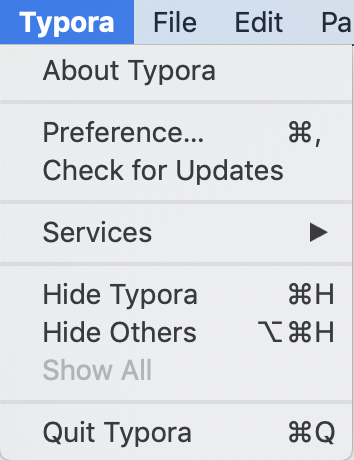 Typora File Edit Pa
About Typora
Preference... ⌘,
Check for Updates
Services ▶
Hide Typora ⌘H
Hide Others ⌥⌘H
Show All
Quit Typora ⌘Q